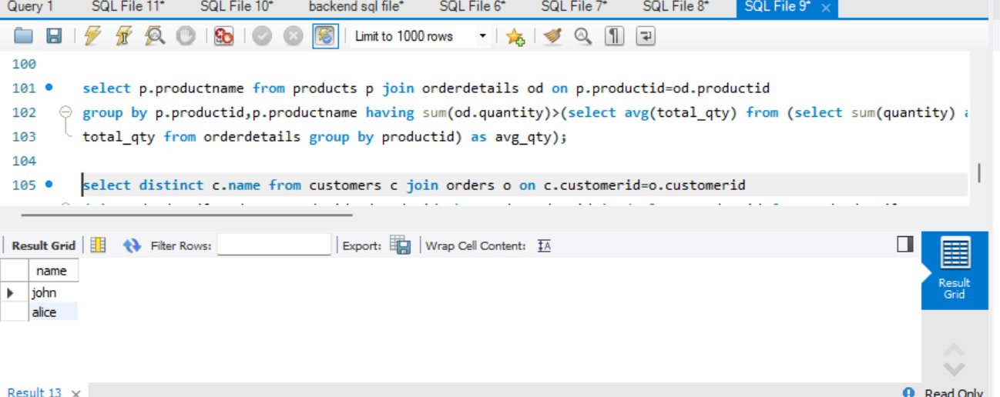 Query 1 SQL File 11* SQL File 10* backend sql file* SQL File 6* SQL File 7* SQL File 8* SQL File 9* ×
Limit to 1000 rows
100
101 select p.productname from products p join orderdetails od on p.productid=od.productid
102 group by p.productid,p.productname having sum(od.quantity)>(select avg(total_qty) from (select sum(quantity)
103 total_qty from orderdetails group by productid) as avg_qty);
104
105 select distinct c.name from customers c join orders o on c.customerid=o.customerid
Result Grid Filter Rows: Export: Wrap Cell Content: IA
name
john
alice
Result
Grid
Result 13 × Read Only